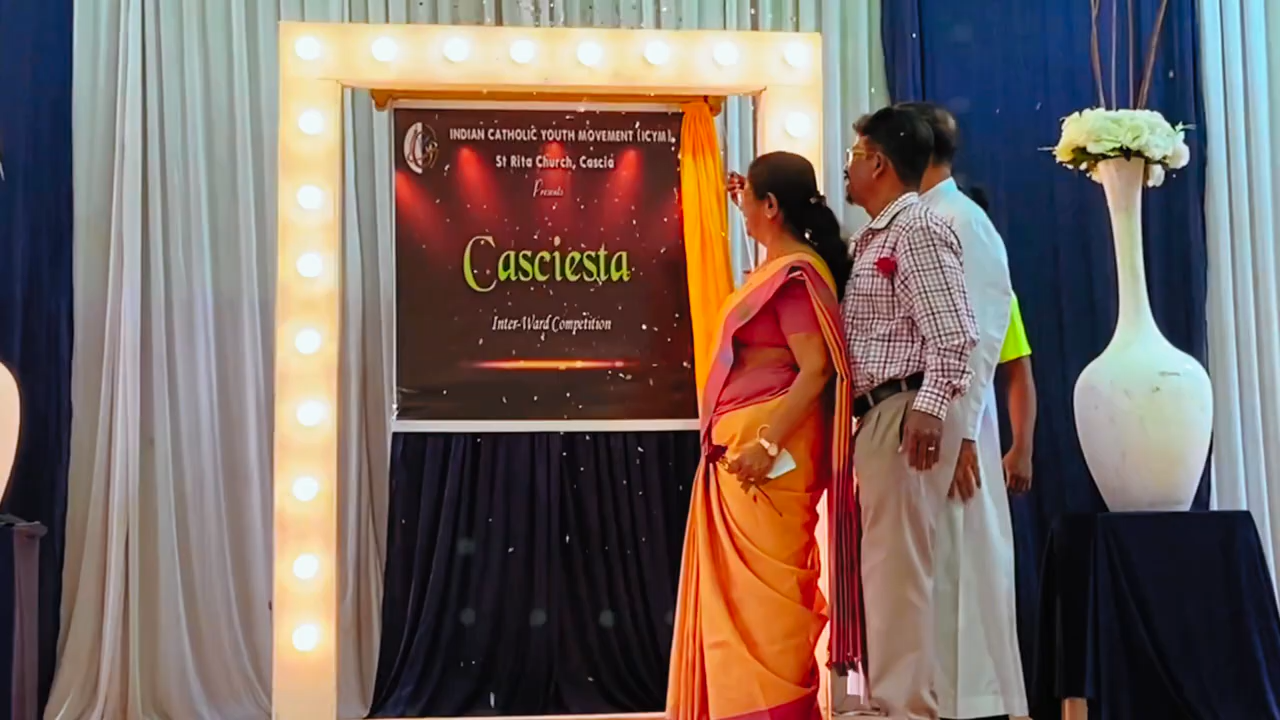 INDIAN CATHOLIC YOUTH MOVEMENT (ICYM)
St Rita Church, Cascia
Presents
Casciesta
Inter-Ward Competition